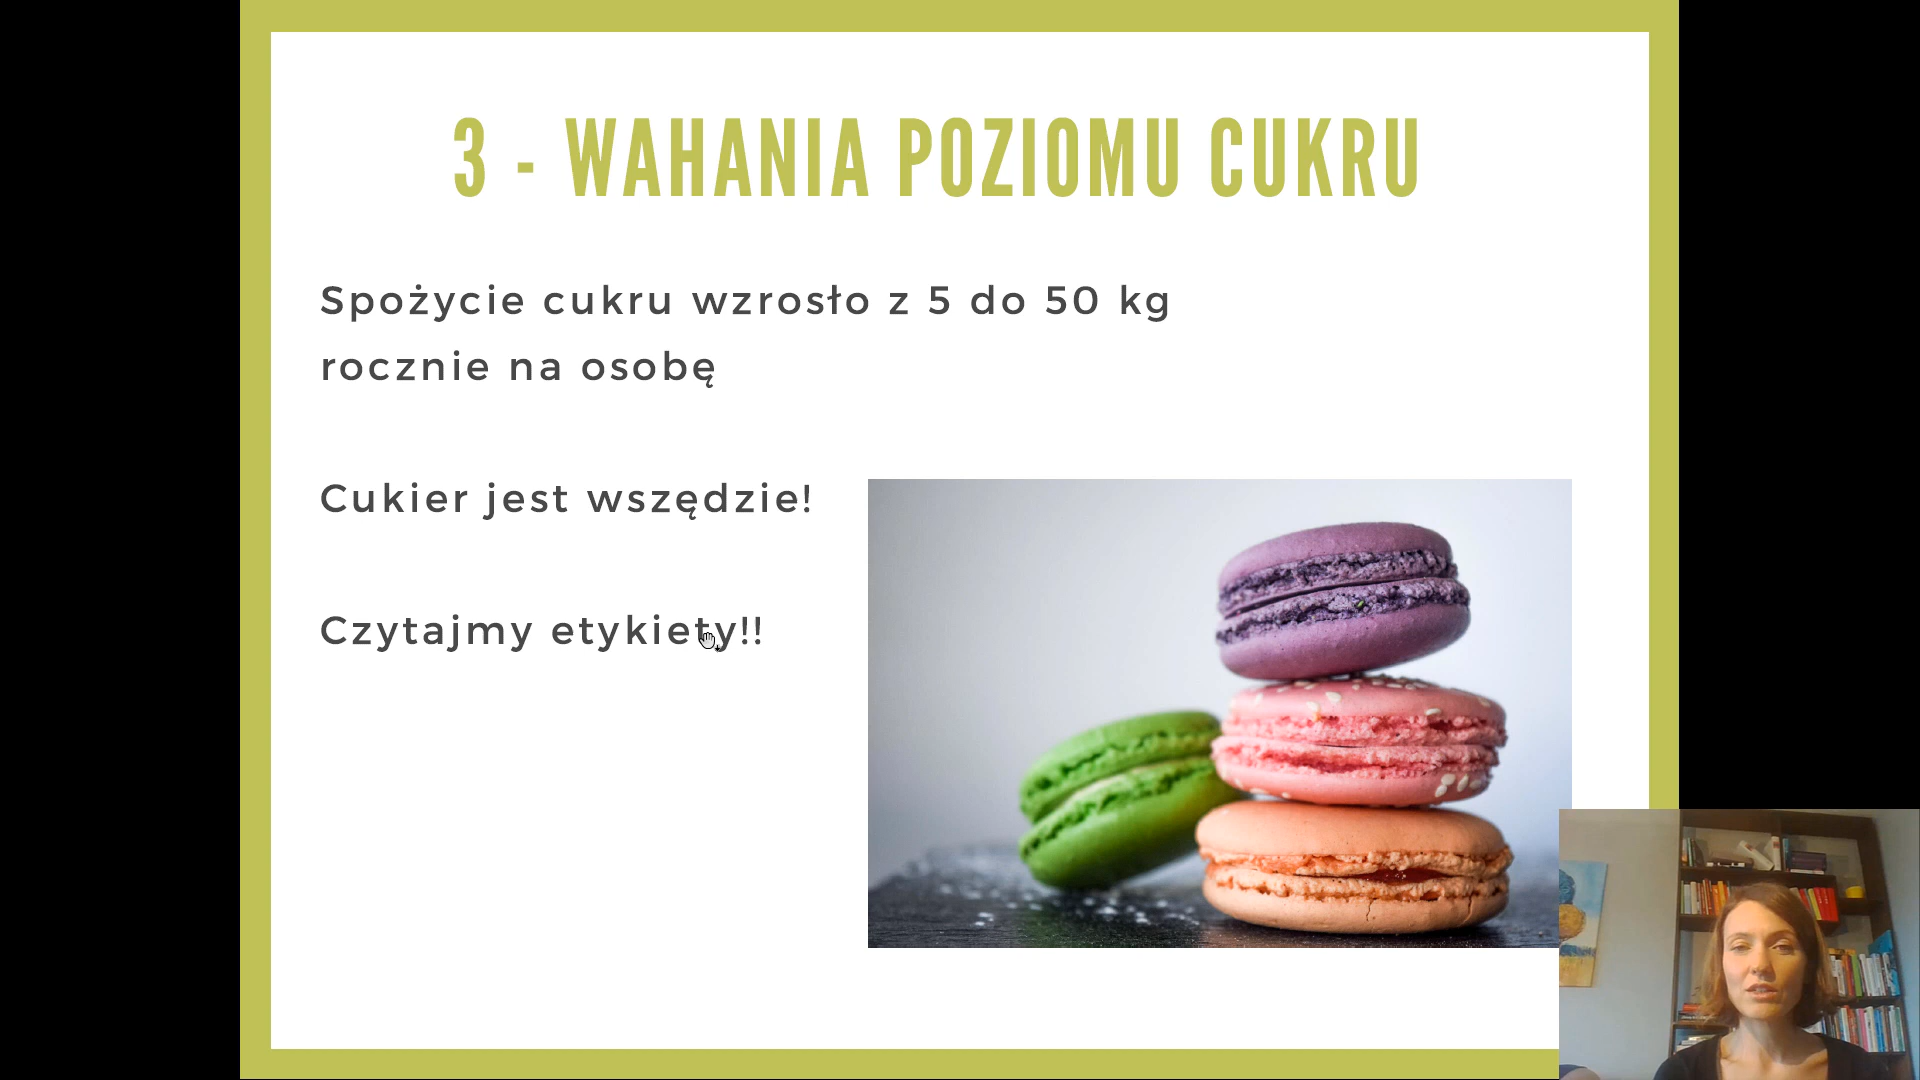 3 - WAHANIA POZIOMU CUKRU
Spożycie cukru wzrosło z 5 do 50 kg
rocznie na osobę
Cukier jest wszędzie!
Czytajmy etykiety!!